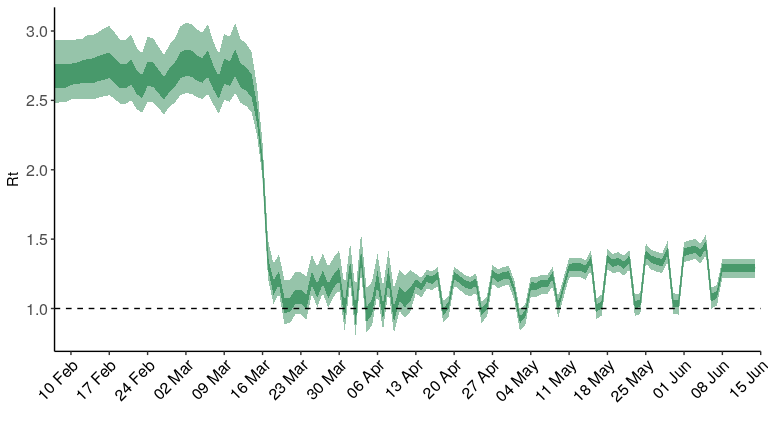 3.0
2.5
2.0
1.5
1.0
Rt
10 Feb
17 Feb
24 Feb
02 Mar
09 Mar
16 Mar
23 Mar
30 Mar
06 Apr
13 Apr
20 Apr
27 Apr
04 May
11 May
18 May
25 May
01 Jun
08 Jun
15 Jun